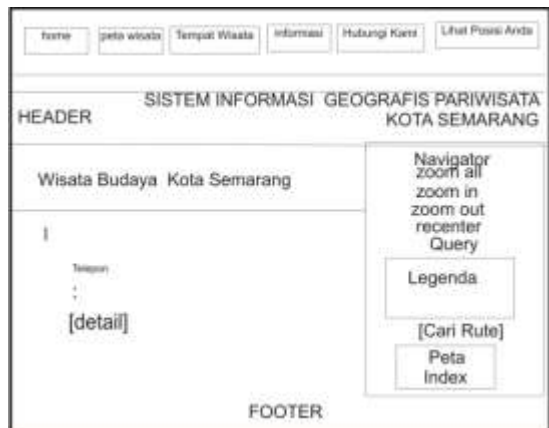 home
peta wisata
Tempat Wisata
informasi
Hubungi Kami
Lihat Posisi Anda
SISTEM INFORMASI GEOGRAFIS PARIWISATA
HEADER
KOTA SEMARANG
Wisata Budaya Kota Semarang
Telepon
:
[detail]
Navigator
zoom all
zoom in
zoom out
recenter
Query
Legenda
[Cari Rute]
Peta
Index
FOOTER